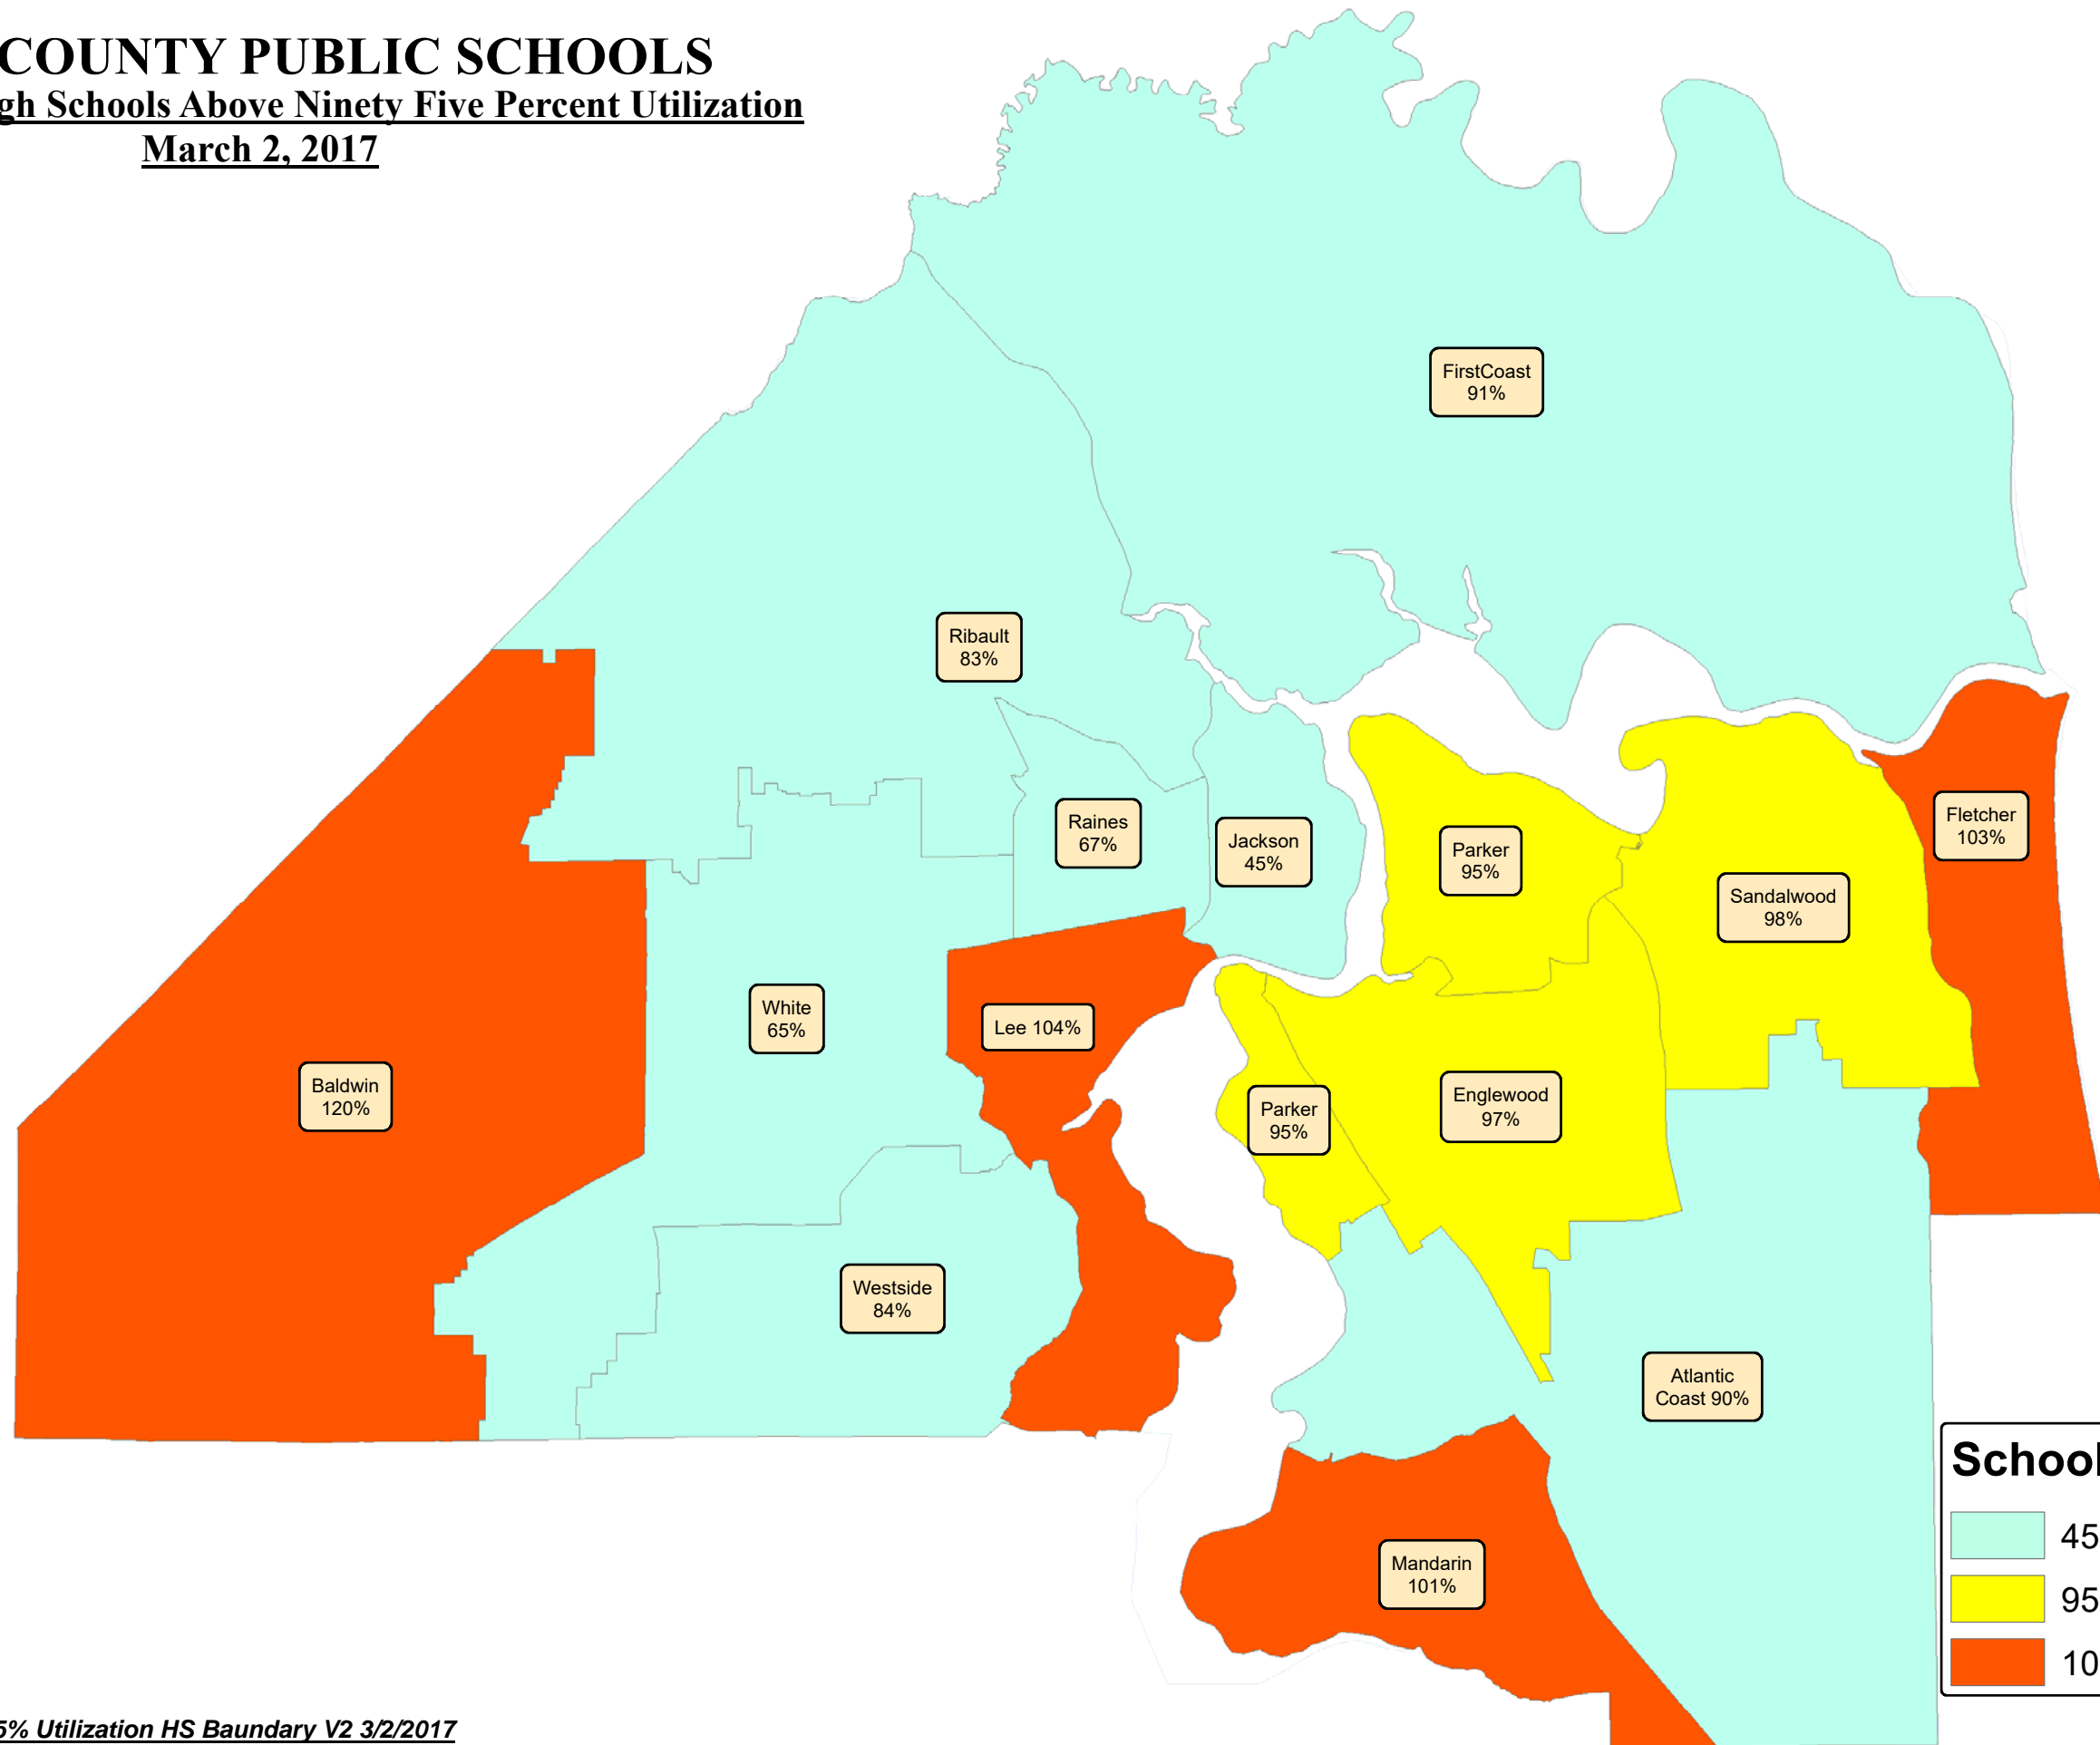 COUNTY PUBLIC SCHOOLS
gh Schools Above Ninety Five Percent Utilization
March 2, 2017
FirstCoast
91%
Ribault
83%
Raines
67%
Jackson
45%
Parker
95%
Sandalwood
98%
Fletcher
103%
White
65%
Lee 104%
Baldwin
120%
Parker
95%
Englewood
97%
Westside
84%
Atlantic
Coast 90%
Mandarin
101%
School
45
95
10
5% Utilization HS Baundary V2 3/2/2017